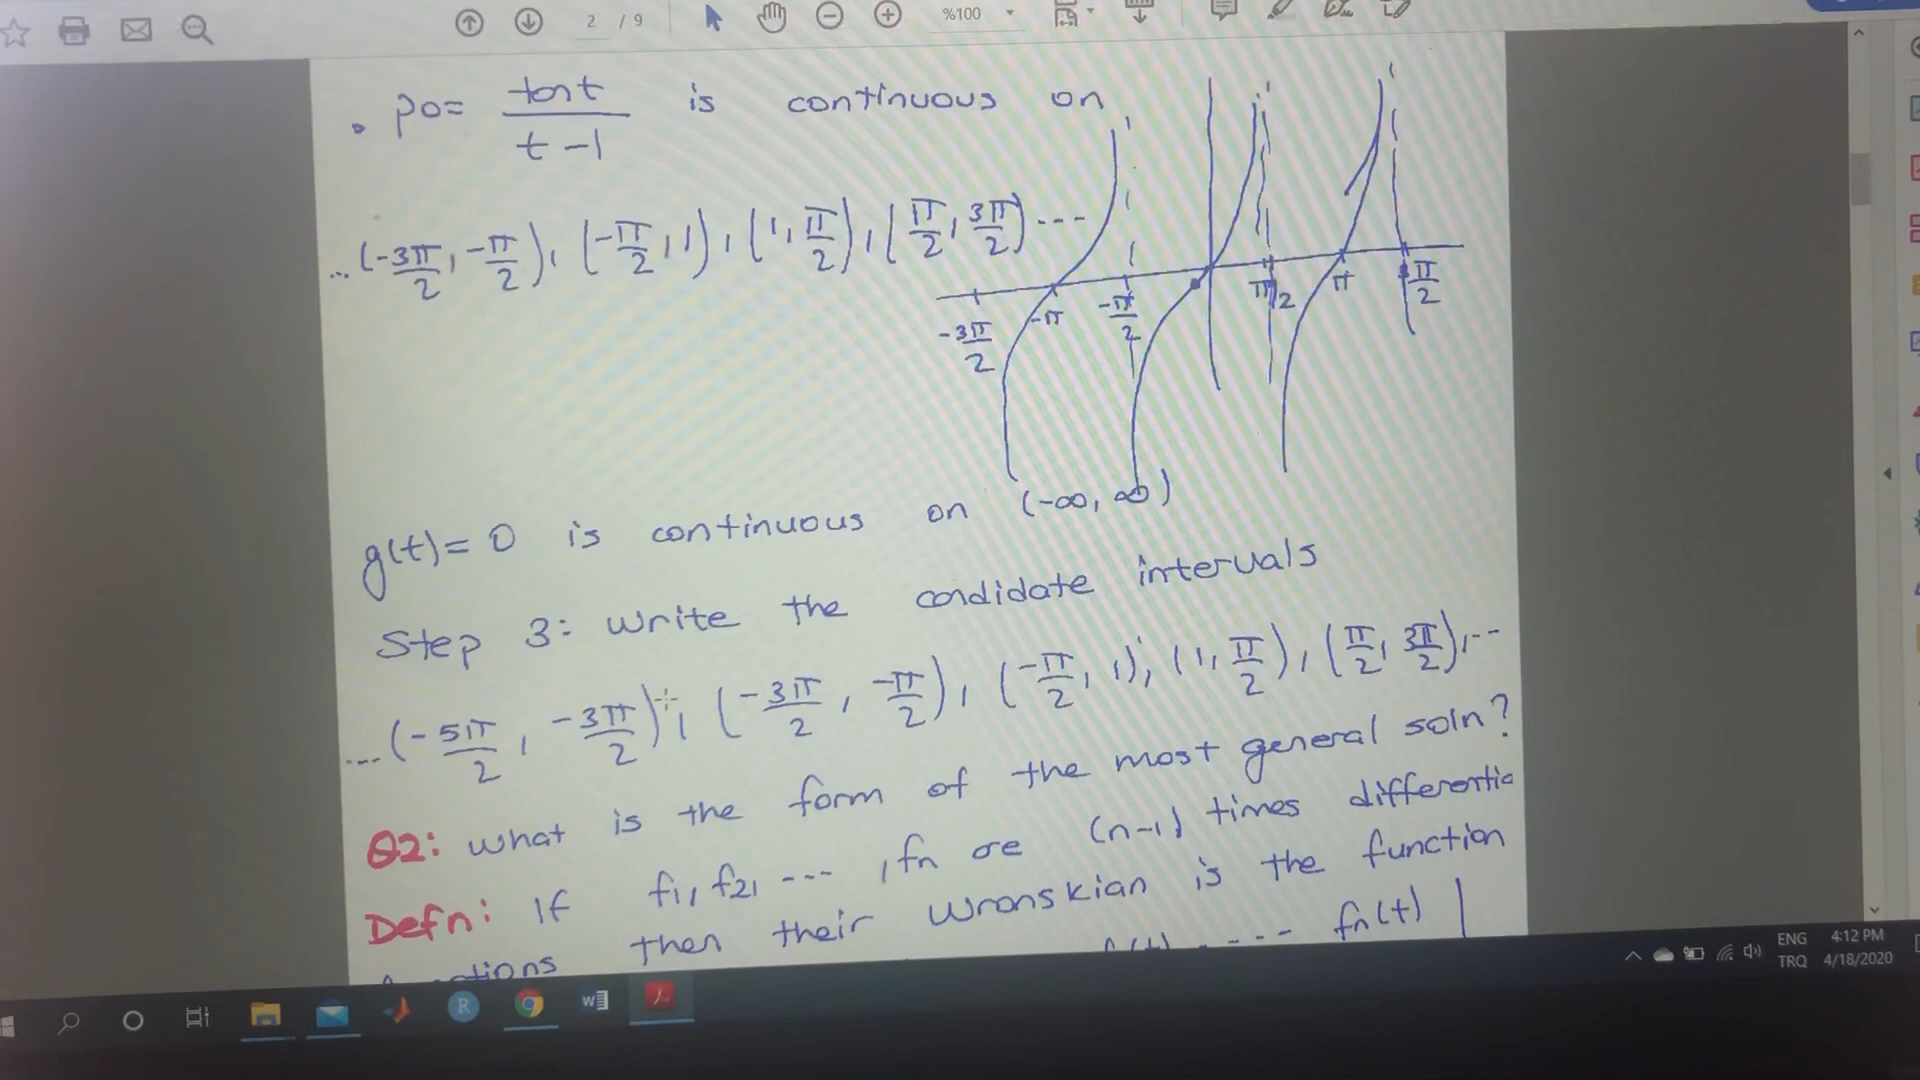 2 / 9 %100
• p0= tant / t-1 is continuous on
... (-3π/2, -π/2), (-π/2, 1), (1, π/2), (π/2, 3π/2) ---
-3π/2 -π -π/2 π/2 π 3π/2
g(t)= 0 is continuous on (-∞, ∞)
Step 3: Write the candidate intervals
--- (-5π/2, -3π/2), (-3π/2, -π/2), (-π/2, 1), (1, π/2), (π/2, 3π/2), --
Q2: What is the form of the most general soln?
Defn: If f1, f2, ---, fn are (n-1) times differentia
functions then their wronskian is the function
---- fn(t) |
ENG 4:12 PM
TRQ 4/18/2020